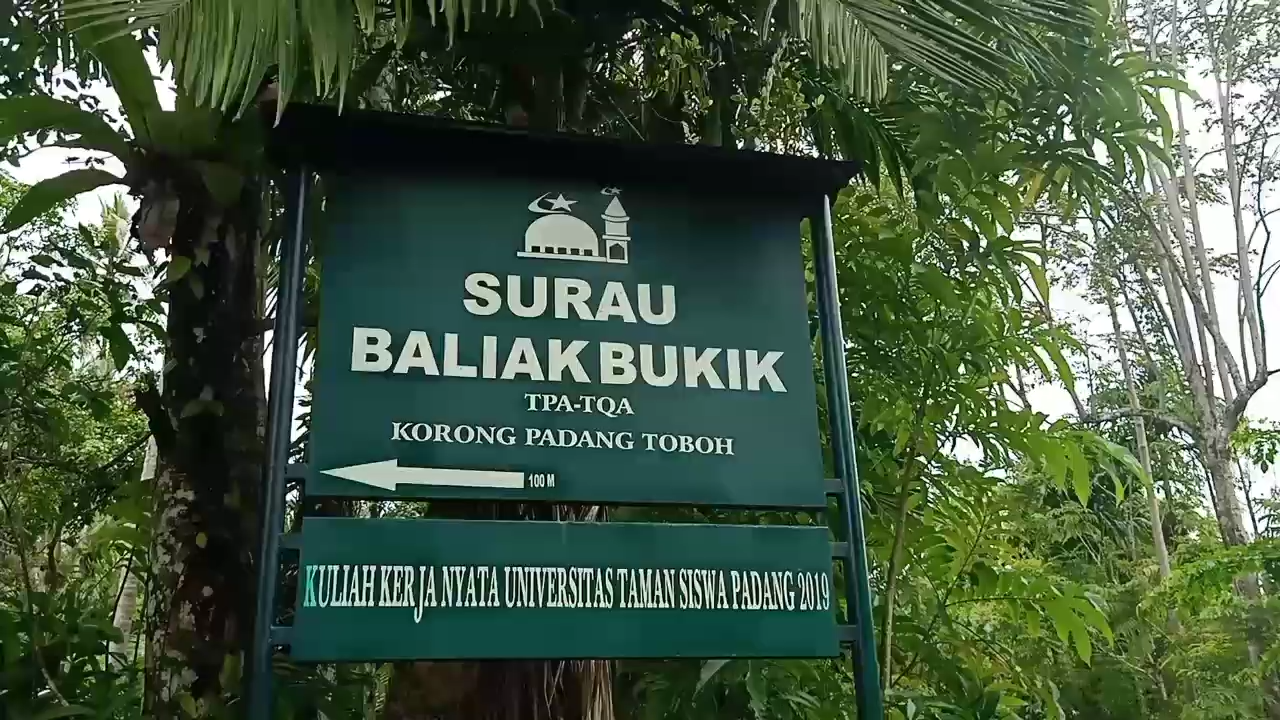 SURAU
BALIAK BUKIK
TPA-TQA
KORONG PADANG TOBOH
100 M
KULIAH KERJA NYATA UNIVERSITAS TAMAN SISWA PADANG 2019